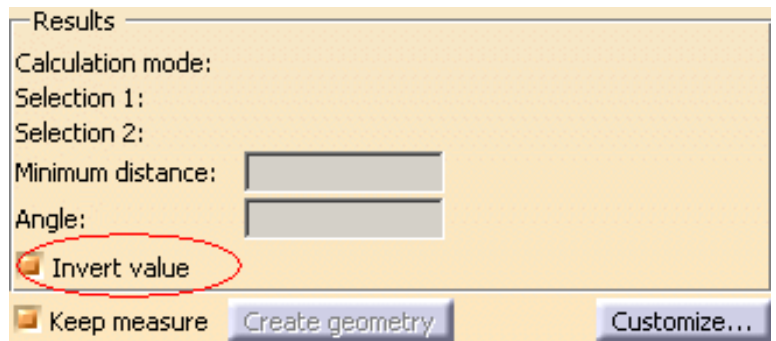 Results
Calculation mode:
Selection 1:
Selection 2:
Minimum distance:
Angle:
Invert value
Keep measure Create geometry Customize...